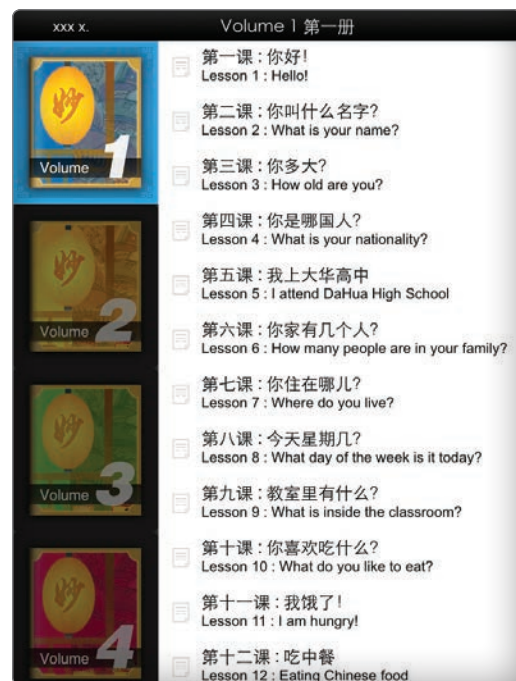 xxx x.
Volume 1 第一册
第一课：你好！
Lesson 1 : Hello!
第二课：你叫什么名字？
Lesson 2 : What is your name?
第三课：你多大？
Lesson 3 : How old are you?
第四课：你是哪国人？
Lesson 4 : What is your nationality?
第五课：我上大华高中
Lesson 5 : I attend DaHua High School
第六课：你家有几个人？
Lesson 6 : How many people are in your family?
第七课：你住在哪儿？
Lesson 7 : Where do you live?
第八课：今天星期几？
Lesson 8 : What day of the week is it today?
第九课：教室里有什么？
Lesson 9 : What is inside the classroom?
第十课：你喜欢吃什么？
Lesson 10 : What do you like to eat?
第十一课：我饿了！
Lesson 11 : I am hungry!
第十二课：吃中餐
Lesson 12 : Eating Chinese food
妙
Volume 1
妙
Volume 2
妙
Volume 3
妙
Volume 4